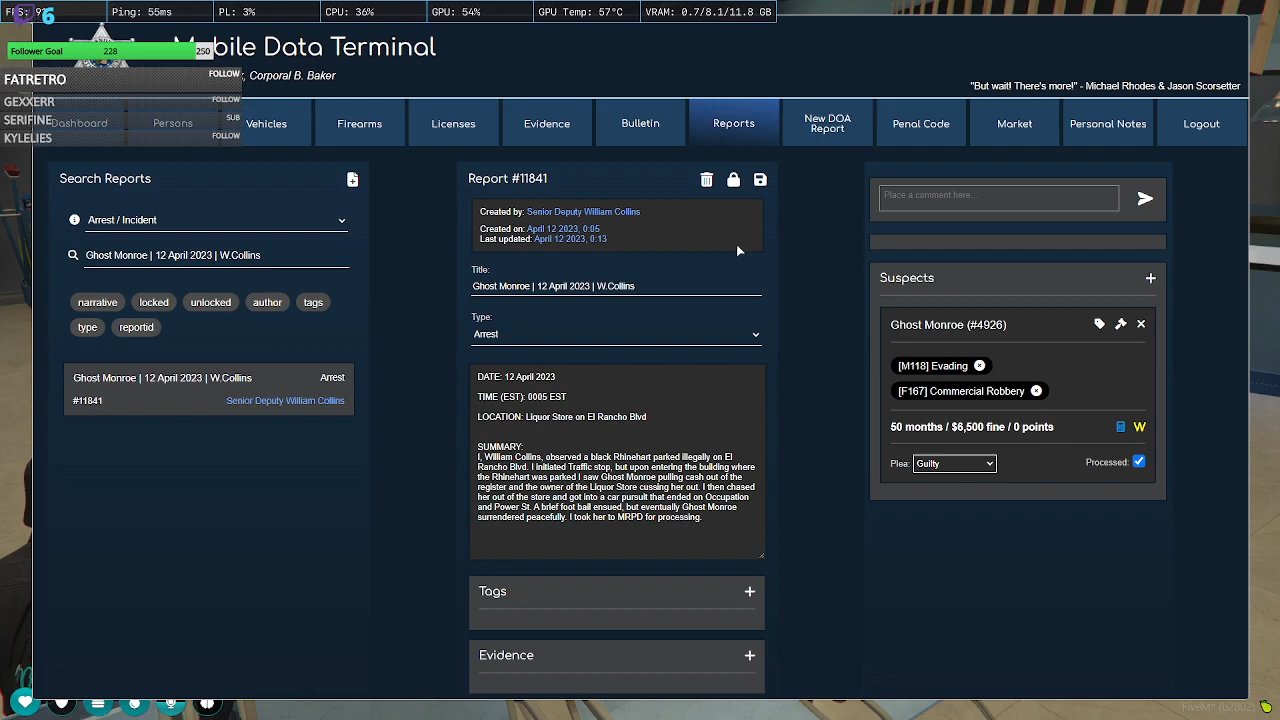 Ping: 55ms
PL: 3%
CPU: 36%
GPU: 54%
GPU Temp: 57°C
6
Follower Goal
228
250
FATRETRO
FOLLOW
GEXXERR
FOLLOW
SERIFINE
SUB
KYLELIES
FOLLOW
Mobile Data Terminal
Corporal B. Baker
"But wait! There's more!" - Michael Rhodes & Jason Scorsetter
Dashboard
Persons
Vehicles
Firearms
Licenses
Evidence
Bulletin
Reports
New DOA
Report
Penal Code
Market
Personal Notes
Logout
Search Reports
Arrest / Incident
Ghost Monroe | 12 April 2023 | W.Collins
narrative
locked
unlocked
author
tags
type
reportid
Ghost Monroe | 12 April 2023 | W.Collins
Arrest
#11841
Senior Deputy William Collins
Report #11841
Created by: Senior Deputy William Collins
Created on: April 12 2023, 0:05
Last updated: April 12 2023, 0:13
Title:
Ghost Monroe | 12 April 2023 | W.Collins
Type:
Arrest
DATE: 12 April 2023
TIME (EST): 0005 EST
LOCATION: Liquor Store on El Rancho Blvd
SUMMARY:
I, William Collins, observed a black Rhinehart parked illegally on El
Rancho Blvd. I initiated Traffic stop, but upon entering the building where
the Rhinehart was parked I saw Ghost Monroe pulling cash out of the
register and the owner of the Liquor Store cussing her out. I then chased
her out of the store and got into a car pursuit that ended on Occupation
and Power St. A brief foot ball ensued, but eventually Ghost Monroe
surrendered peacefully. I took her to MRPD for processing.
Tags
Evidence
Place a comment here...
Suspects
Ghost Monroe (#4926)
[M118] Evading
[F167] Commercial Robbery
50 months / $6,500 fine / 0 points
W
Plea:
Guilty
Processed:
FiveM* (b2802)